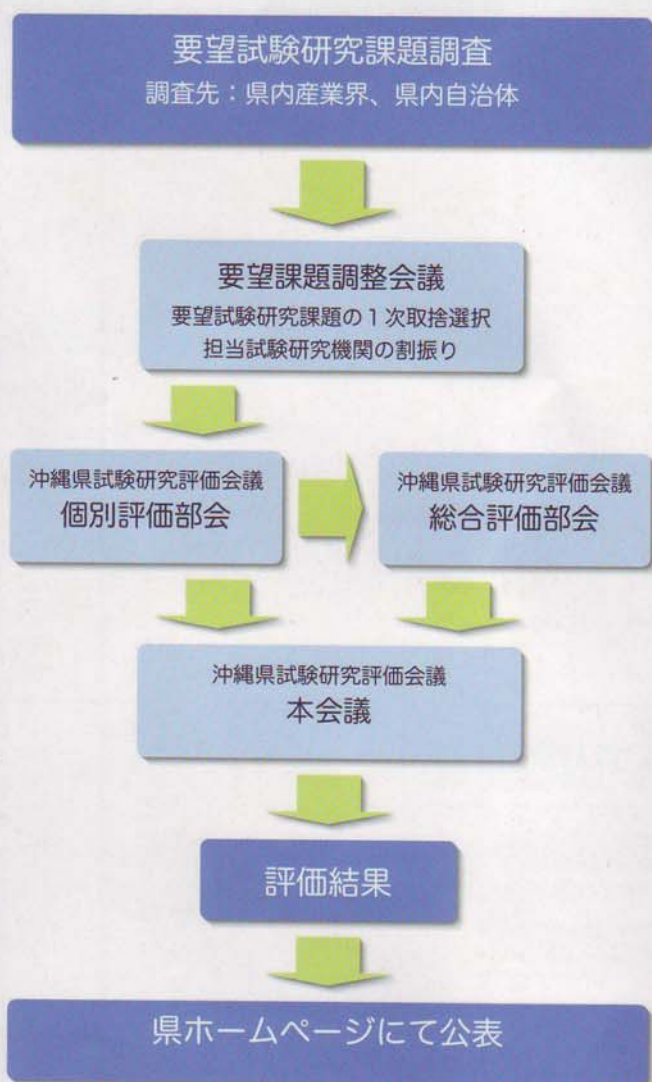 要望試験研究課題調査
調査先：県内産業界、県内自治体
要望課題調整会議
要望試験研究課題の１次取捨選択
担当試験研究機関の割振り
沖縄県試験研究評価会議
個別評価部会
沖縄県試験研究評価会議
総合評価部会
沖縄県試験研究評価会議
本会議
評価結果
県ホームページにて公表